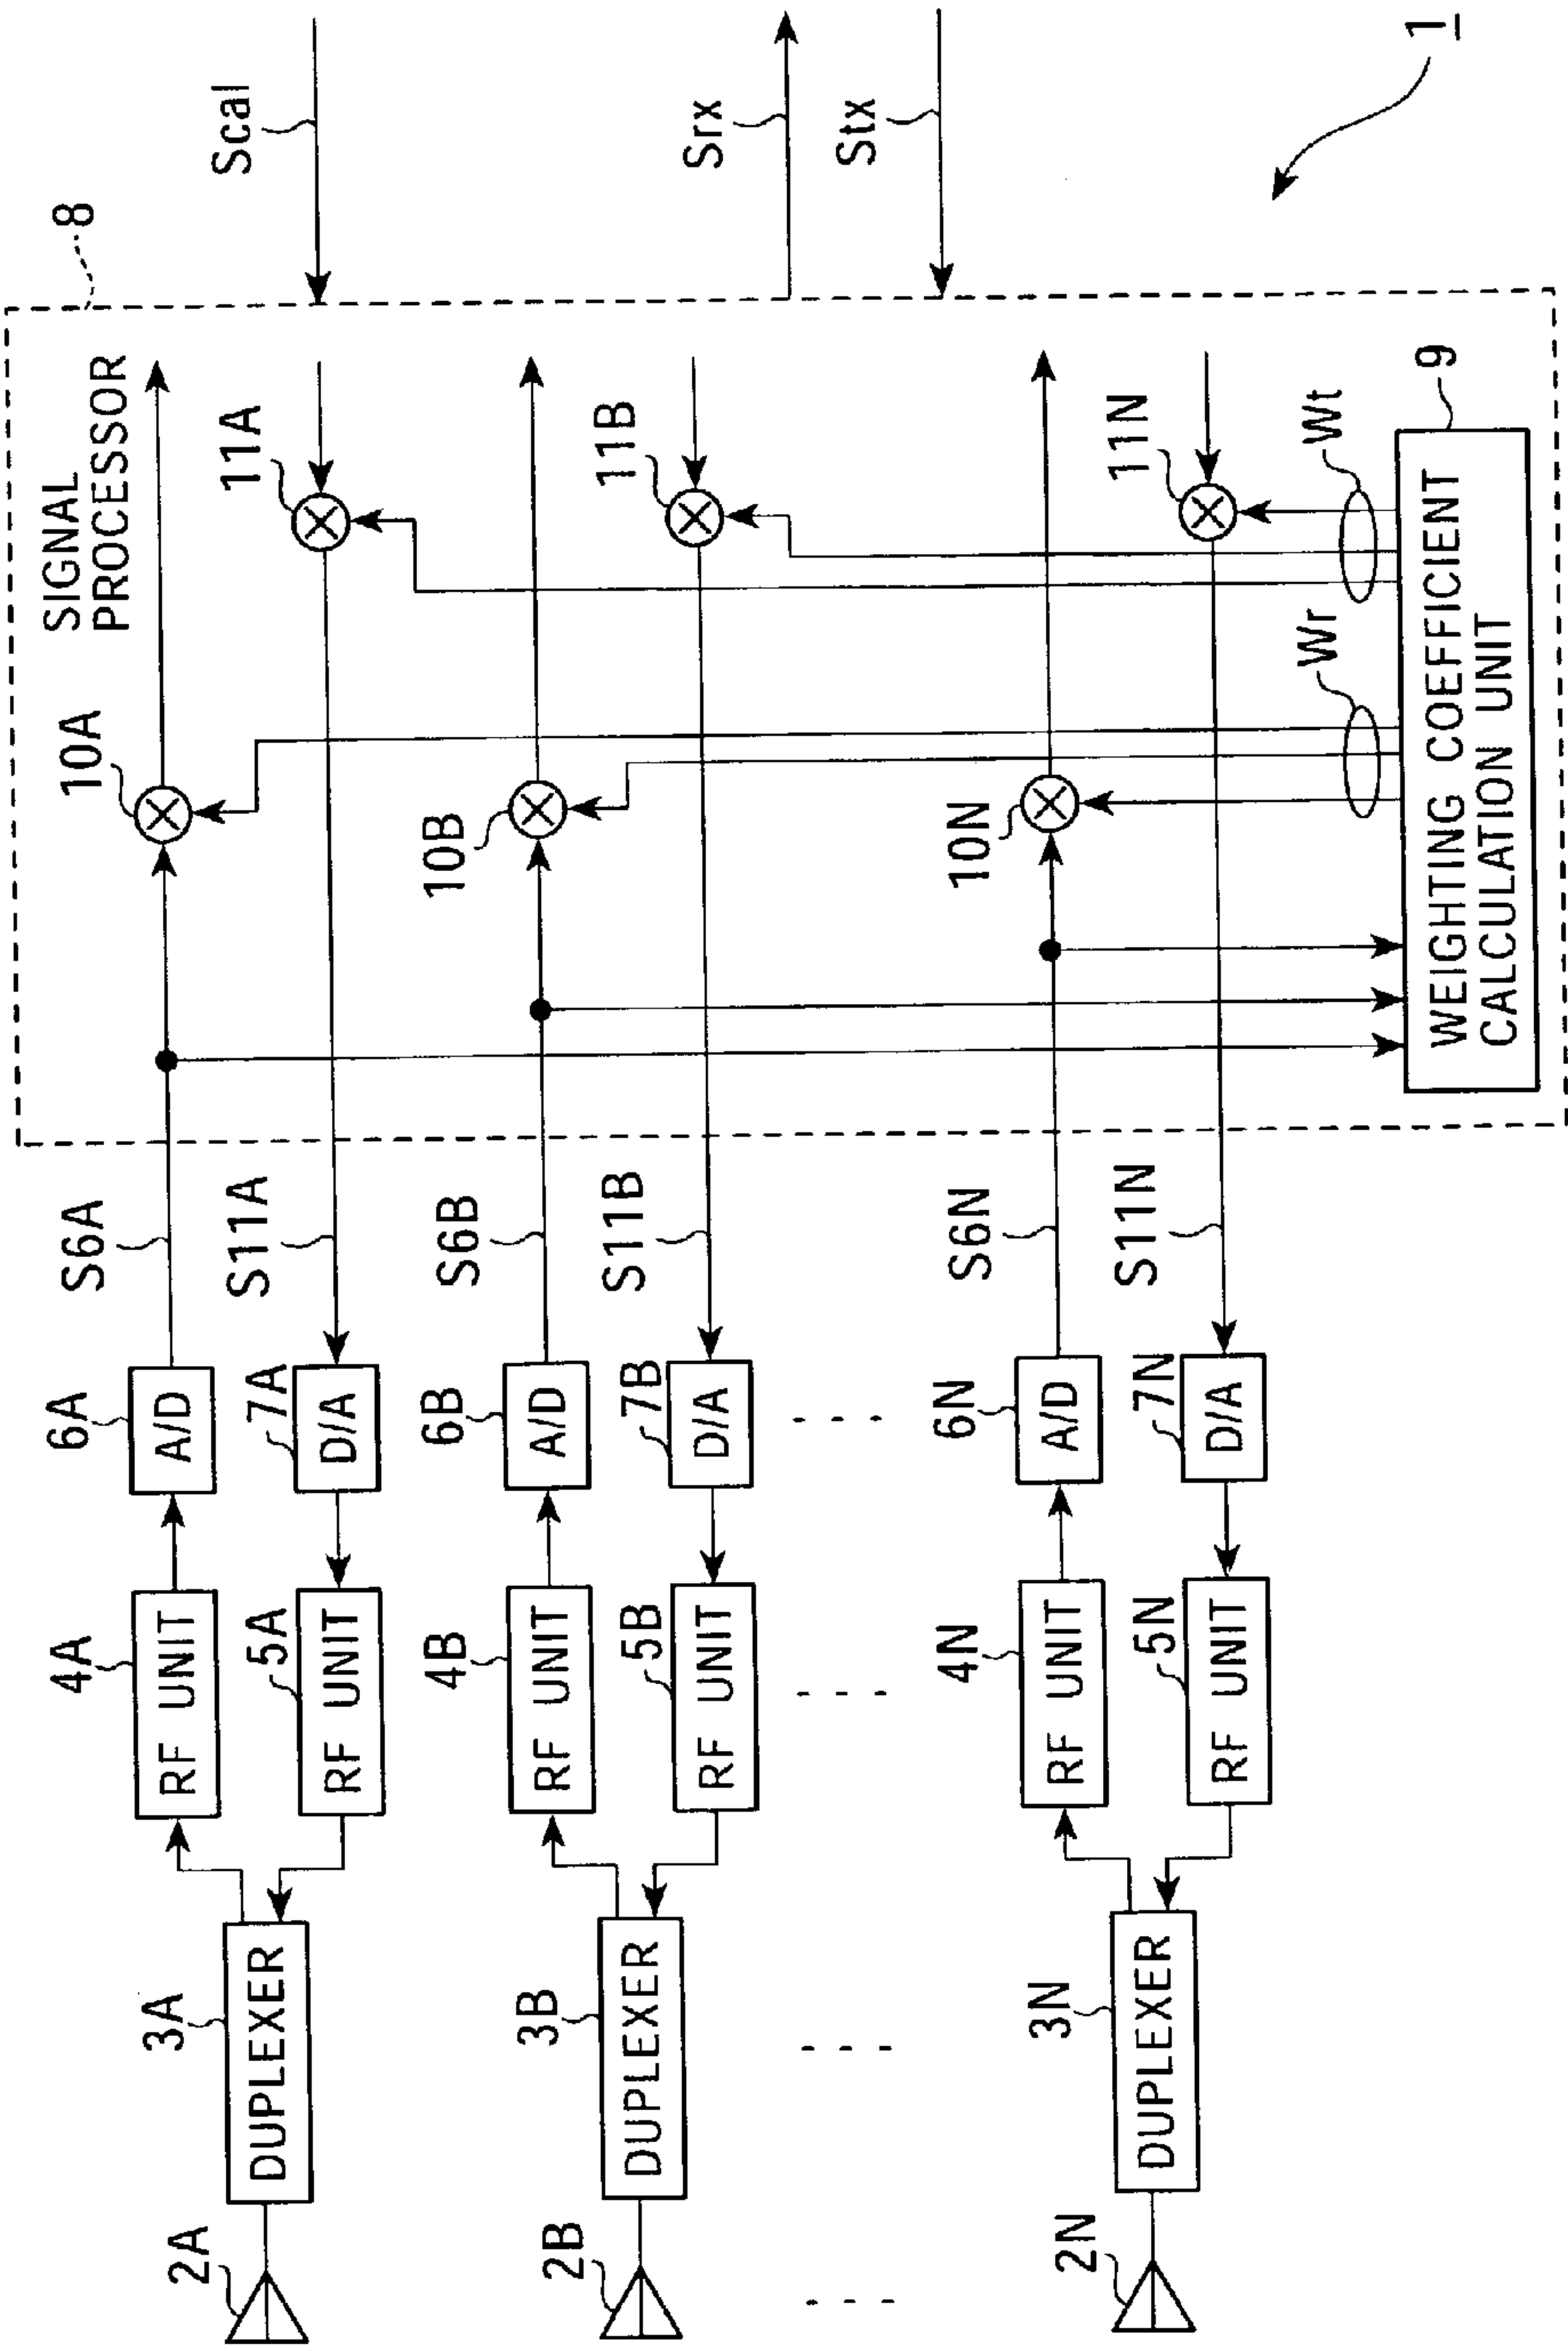 2A
3A
DUPLEXER
4A
RF UNIT
5A
RF UNIT
6A
A/D
7A
D/A
S6A
S11A
10A
11A
SIGNAL
PROCESSOR
8
Scal
2B
3B
DUPLEXER
4B
RF UNIT
5B
RF UNIT
6B
A/D
7B
D/A
S6B
S11B
10B
11B
Srx
Stx
2N
3N
DUPLEXER
4N
RF UNIT
5N
RF UNIT
6N
A/D
7N
D/A
S6N
S11N
10N
11N
Wr
Wt
9
WEIGHTING COEFFICIENT
CALCULATION UNIT
1